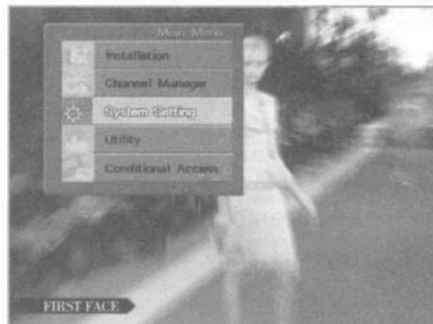 Main Menu
Installation
Channel Manager
System Setting
Utility
Conditional Access
FIRST FACE